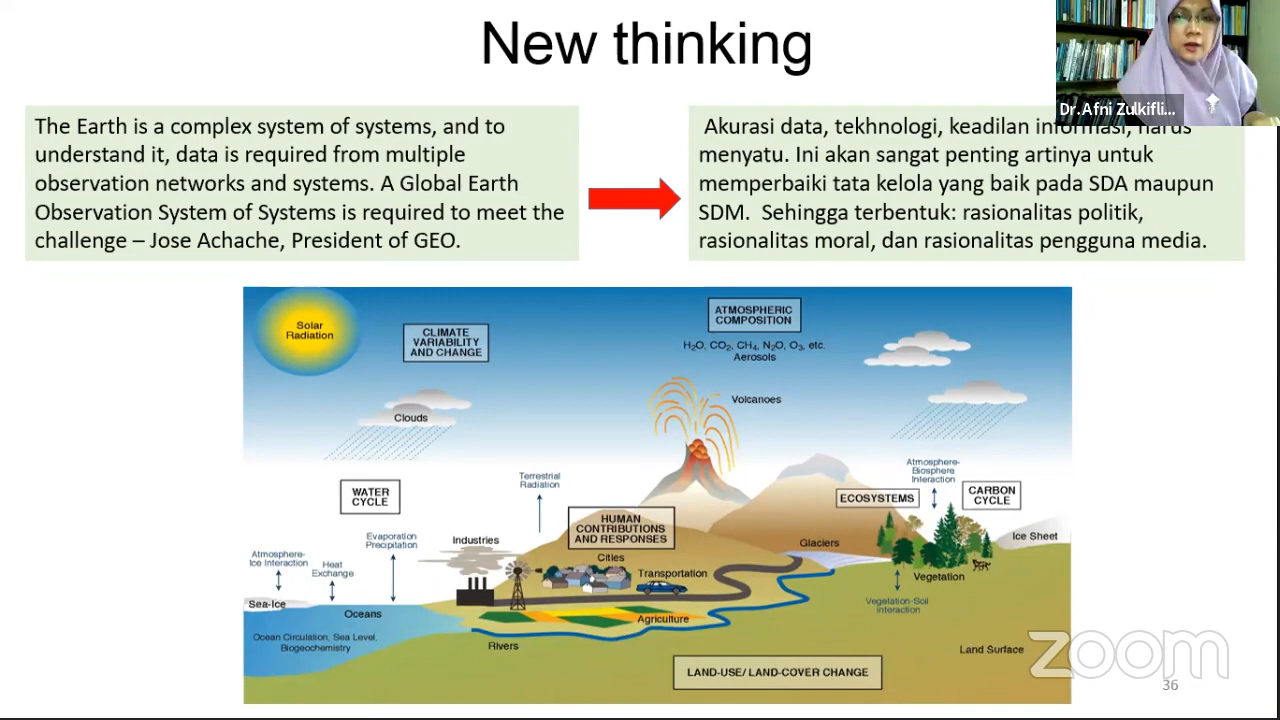 New thinking
Dr.Afni Zulkifli...
The Earth is a complex system of systems, and to
understand it, data is required from multiple
observation networks and systems. A Global Earth
Observation System of Systems is required to meet the
challenge – Jose Achache, President of GEO.
Akurasi data, tekhnologi, keadilan informasi, harus
menyatu. Ini akan sangat penting artinya untuk
memperbaiki tata kelola yang baik pada SDA maupun
SDM. Sehingga terbentuk: rasionalitas politik,
rasionalitas moral, dan rasionalitas pengguna media.
Solar
Radiation
CLIMATE
VARIABILITY
AND CHANGE
ATMOSPHERIC
COMPOSITION
H₂O, CO₂, CH₄, N₂O, O₃, etc.
Aerosols
Volcanoes
Clouds
Terrestrial
Radiation
Atmosphere-
Biosphere
Interaction
WATER
CYCLE
ECOSYSTEMS
CARBON
CYCLE
HUMAN
CONTRIBUTIONS
AND RESPONSES
Evaporation
Precipitation
Industries
Glaciers
Ice Sheet
Atmosphere-
Ice Interaction
Heat
Exchange
Cities
Transportation
Vegetation
Sea-Ice
Oceans
Agriculture
Vegetation-Soil
Interaction
Ocean Circulation, Sea Level,
Biogeochemistry
Rivers
Land Surface
LAND-USE/ LAND-COVER CHANGE
zoom
36